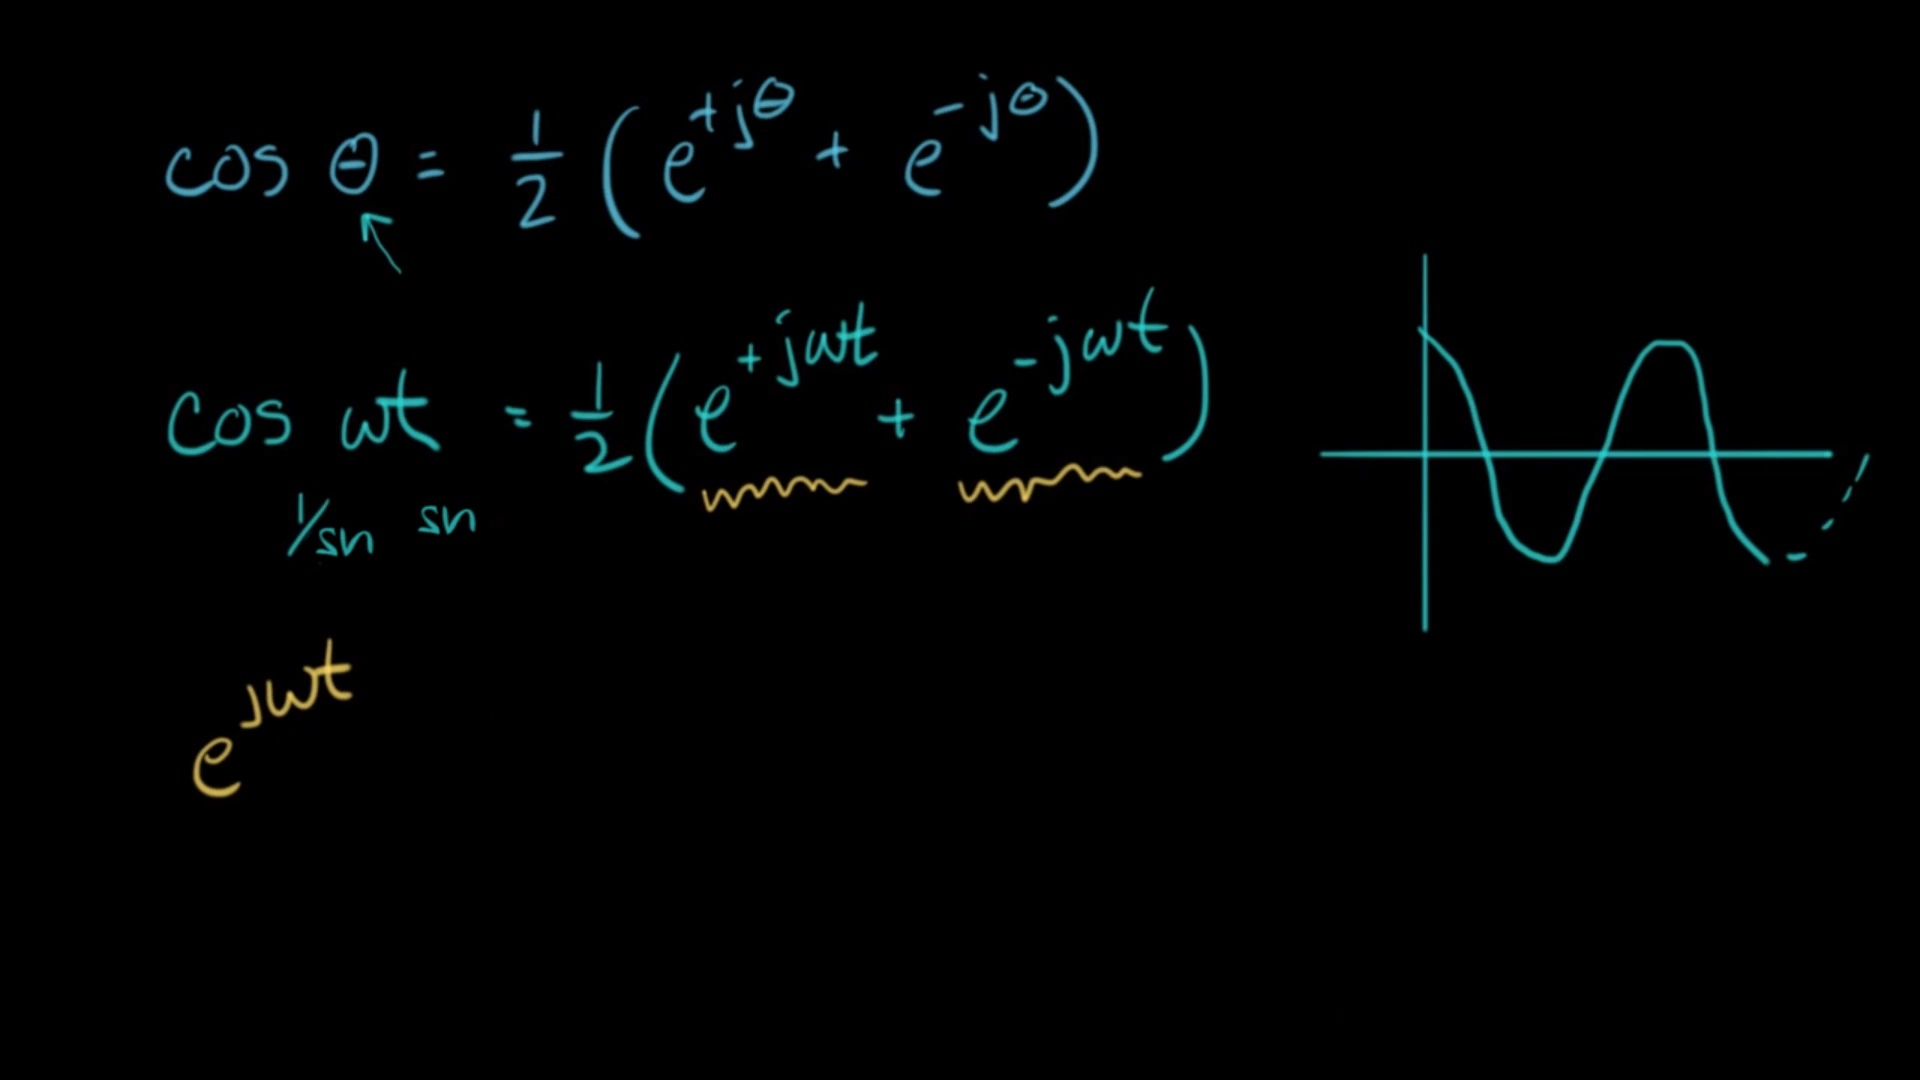 cos θ = 1/2 (e^{+jθ} + e^{-jθ})
cos ωt = 1/2 (e^{+jωt} + e^{-jωt})
1/sn sn
e^{jωt}